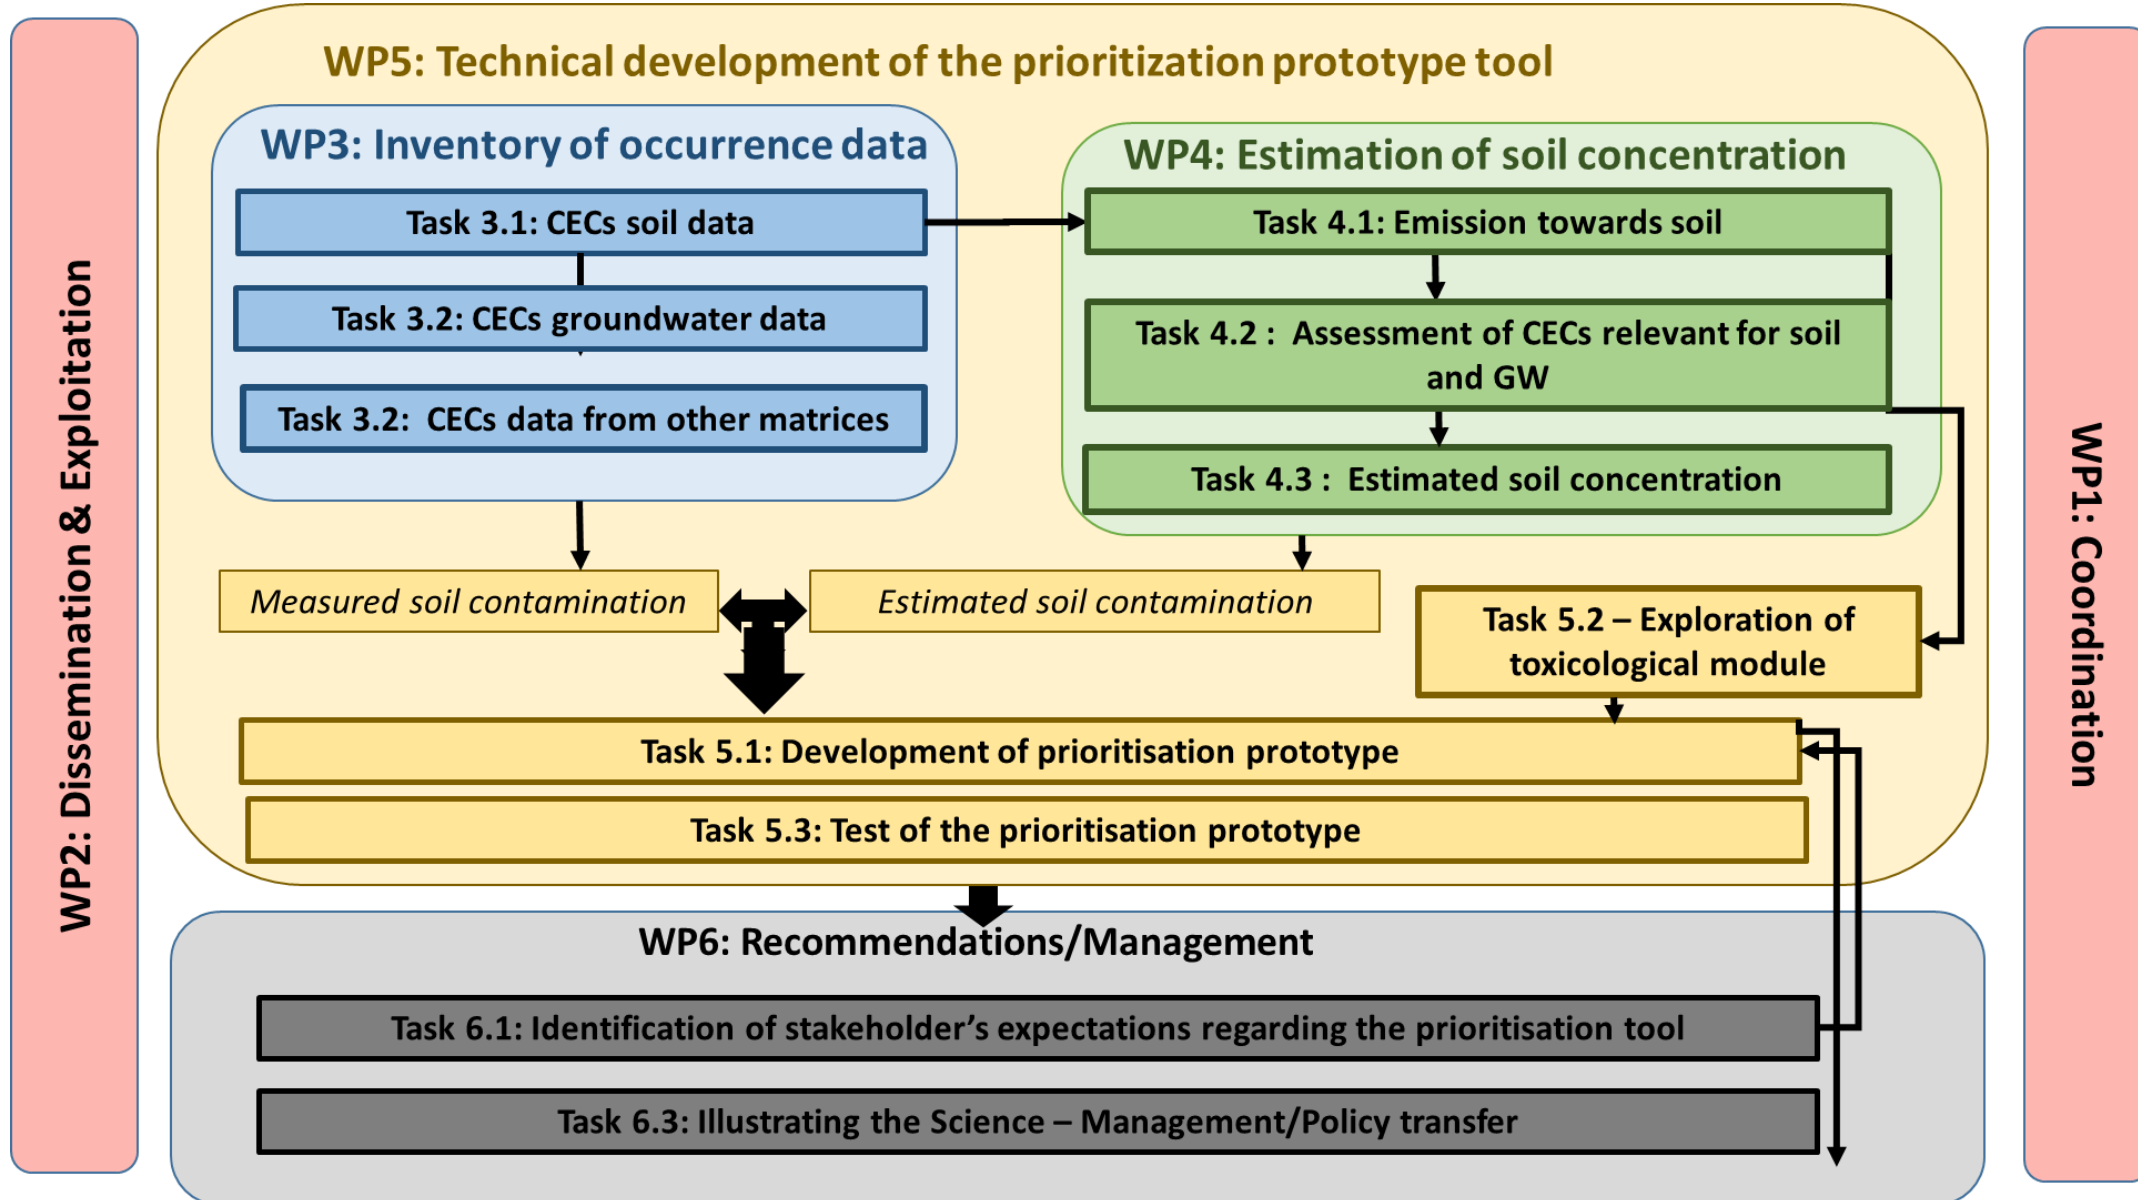 WP2: Dissemination & Exploitation
WP5: Technical development of the prioritization prototype tool
WP3: Inventory of occurrence data
Task 3.1: CECs soil data
Task 3.2: CECs groundwater data
Task 3.2:  CECs data from other matrices
WP4: Estimation of soil concentration
Task 4.1: Emission towards soil
Task 4.2 :  Assessment of CECs relevant for soil
and GW
Task 4.3 :  Estimated soil concentration
Measured soil contamination
Estimated soil contamination
Task 5.2 – Exploration of
toxicological module
Task 5.1: Development of prioritisation prototype
Task 5.3: Test of the prioritisation prototype
WP6: Recommendations/Management
Task 6.1: Identification of stakeholder’s expectations regarding the prioritisation tool
Task 6.3: Illustrating the Science – Management/Policy transfer
WP1: Coordination